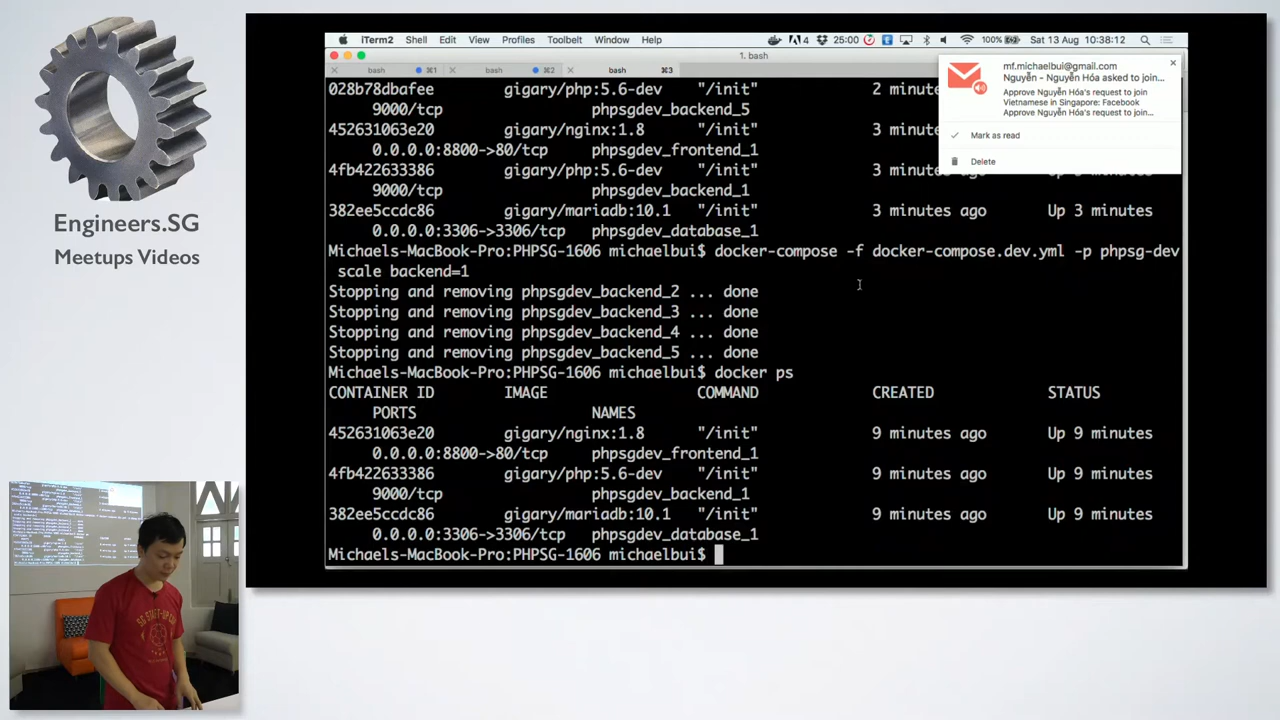 Engineers.SG
Meetups Videos
iTerm2 Shell Edit View Profiles Toolbelt Window Help
4 25:00 100% Sat 13 Aug 10:38:12
1. bash
bash ⌘1 bash ⌘2 bash ⌘3
mf.michaelbui@gmail.com
Nguyễn - Nguyễn Hóa asked to join...
Approve Nguyễn Hóa's request to join
Vietnamese in Singapore: Facebook
Approve Nguyễn Hóa's request to join...
Mark as read
Delete
028b78dbafee gigary/php:5.6-dev "/init" 2 minute
9000/tcp phpsgdev_backend_5
452631063e20 gigary/nginx:1.8 "/init" 3 minute
0.0.0.0:8800->80/tcp phpsgdev_frontend_1
4fb422633386 gigary/php:5.6-dev "/init" 3 minutes ago Up 3 minutes
9000/tcp phpsgdev_backend_1
382ee5ccdc86 gigary/mariadb:10.1 "/init" 3 minutes ago Up 3 minutes
0.0.0.0:3306->3306/tcp phpsgdev_database_1
Michaels-MacBook-Pro:PHPSG-1606 michaelbui$ docker-compose -f docker-compose.dev.yml -p phpsg-dev
scale backend=1
Stopping and removing phpsgdev_backend_2 ... done
Stopping and removing phpsgdev_backend_3 ... done
Stopping and removing phpsgdev_backend_4 ... done
Stopping and removing phpsgdev_backend_5 ... done
Michaels-MacBook-Pro:PHPSG-1606 michaelbui$ docker ps
CONTAINER ID IMAGE COMMAND CREATED STATUS
PORTS NAMES
452631063e20 gigary/nginx:1.8 "/init" 9 minutes ago Up 9 minutes
0.0.0.0:8800->80/tcp phpsgdev_frontend_1
4fb422633386 gigary/php:5.6-dev "/init" 9 minutes ago Up 9 minutes
9000/tcp phpsgdev_backend_1
382ee5ccdc86 gigary/mariadb:10.1 "/init" 9 minutes ago Up 9 minutes
0.0.0.0:3306->3306/tcp phpsgdev_database_1
Michaels-MacBook-Pro:PHPSG-1606 michaelbui$